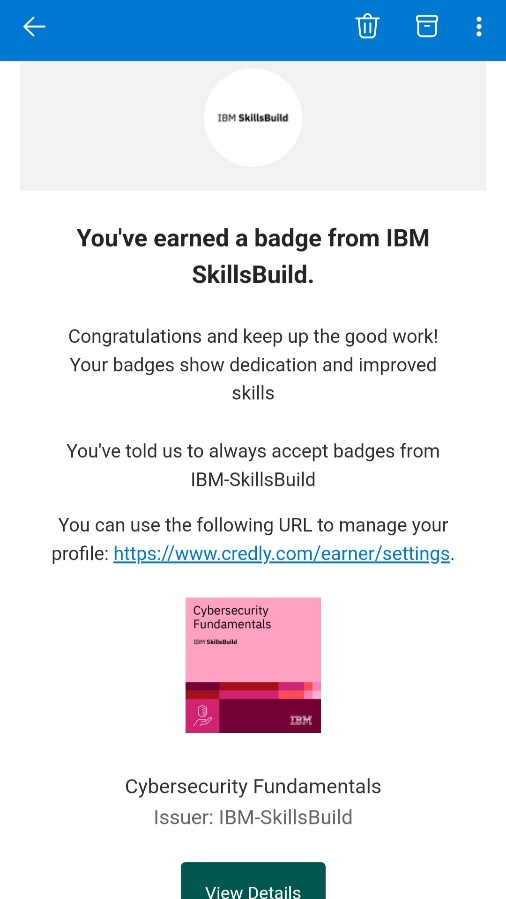 IBM SkillsBuild
You've earned a badge from IBM
SkillsBuild.
Congratulations and keep up the good work!
Your badges show dedication and improved
skills
You've told us to always accept badges from
IBM-SkillsBuild
You can use the following URL to manage your
profile: https://www.credly.com/earner/settings.
Cybersecurity
Fundamentals
IBM SkillsBuild
IBM
Cybersecurity Fundamentals
Issuer: IBM-SkillsBuild
View Details